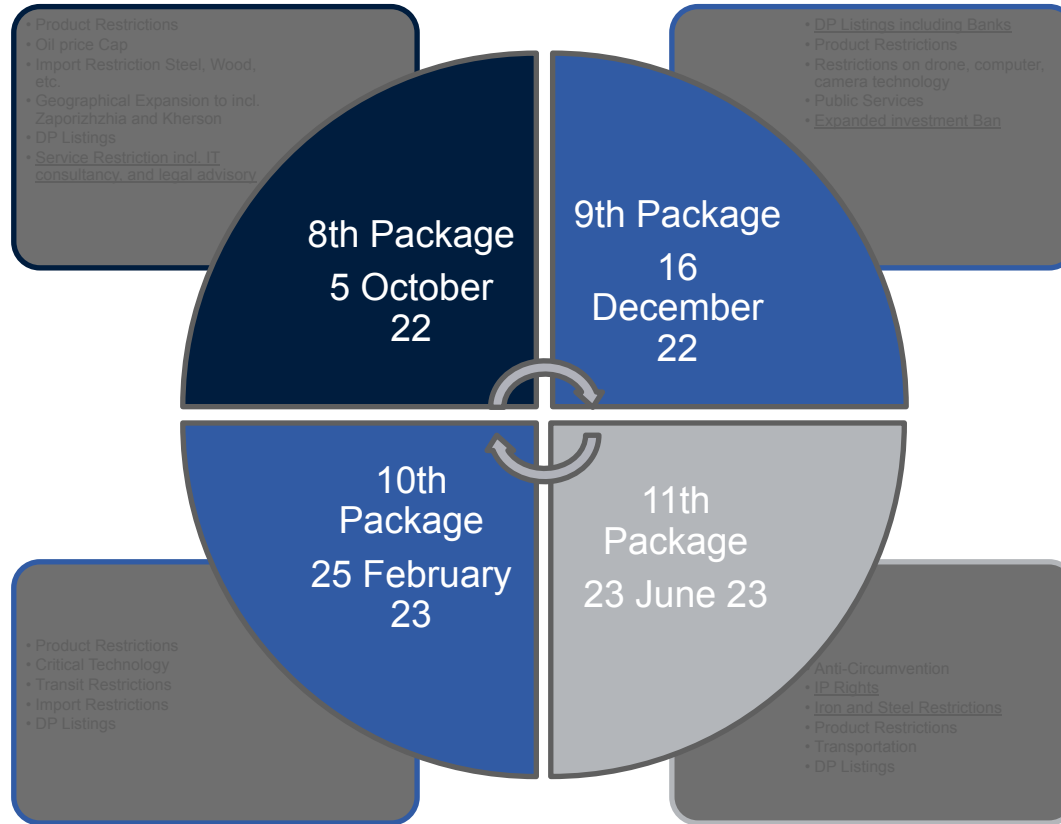 • Product Restrictions
• Oil price Cap
• Import Restriction Steel, Wood,
etc.
• Geographical Expansion to incl.
Zaporizhzhia and Kherson
• DP Listings
• Service Restriction incl. IT
consultancy, and legal advisory
• DP Listings including Banks
• Product Restrictions
• Restrictions on drone, computer,
camera technology
• Public Services
• Expanded investment Ban
8th Package
5 October
22
9th Package
16
December
22
10th
Package
25 February
23
11th
Package
23 June 23
• Product Restrictions
• Critical Technology
• Transit Restrictions
• Import Restrictions
• DP Listings
• Anti-Circumvention
• IP Rights
• Iron and Steel Restrictions
• Product Restrictions
• Transportation
• DP Listings